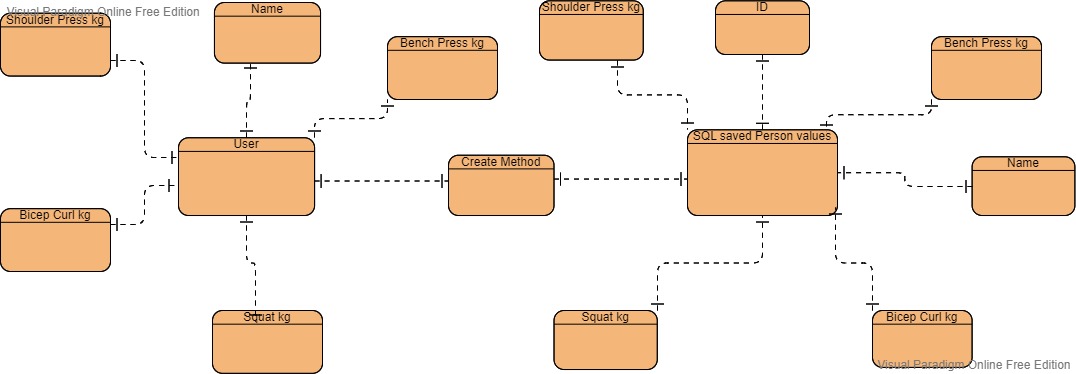 Visual Paradigm Online Free Edition
Shoulder Press kg
Name
Bench Press kg
Shoulder Press kg
ID
Bench Press kg
User
SQL saved Person values
Create Method
Name
Bicep Curl kg
Squat kg
Squat kg
Bicep Curl kg
Visual Paradigm Online Free Edition